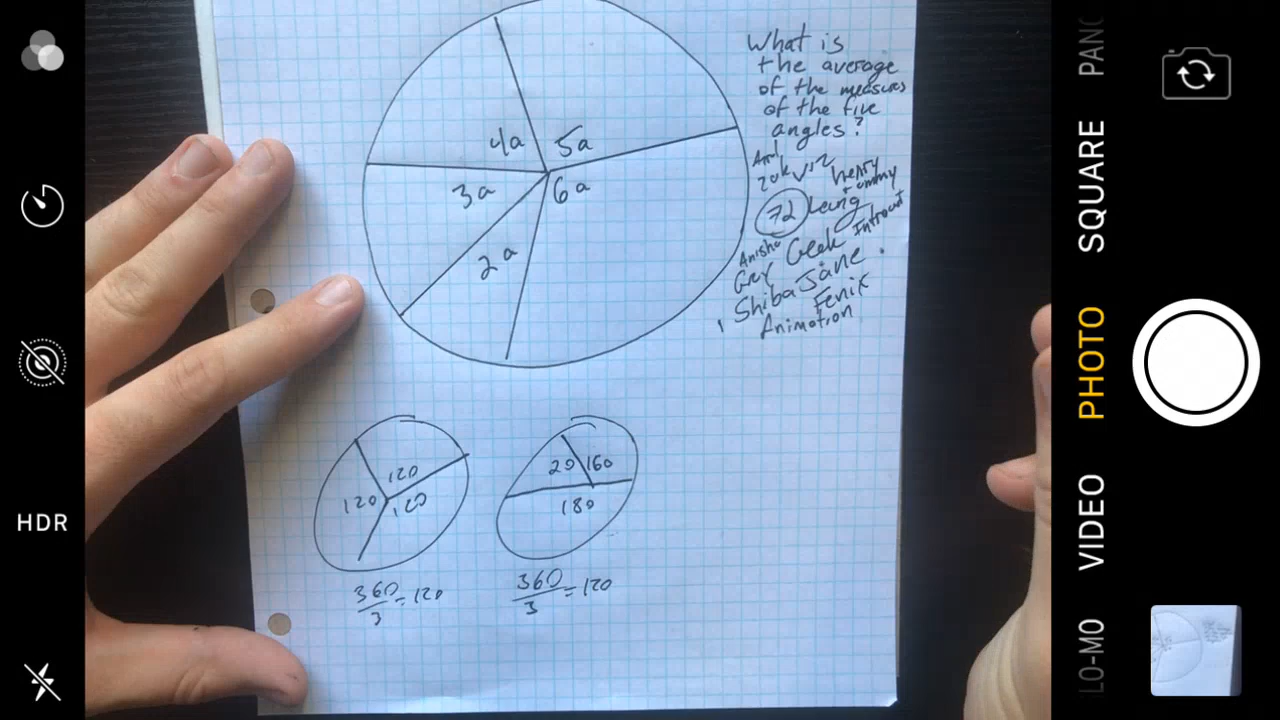 What is
the average
of the measures
of the five
angles?
henry
72
Geek
Introvert
Anisha
Shiba Jane
Fenix
Animation
4a
5a
3a
6a
2a
120
120
120
20
160
180
360/3 = 120
360/3 = 120
HDR
LO-MO
VIDEO
PHOTO
SQUARE
PANO